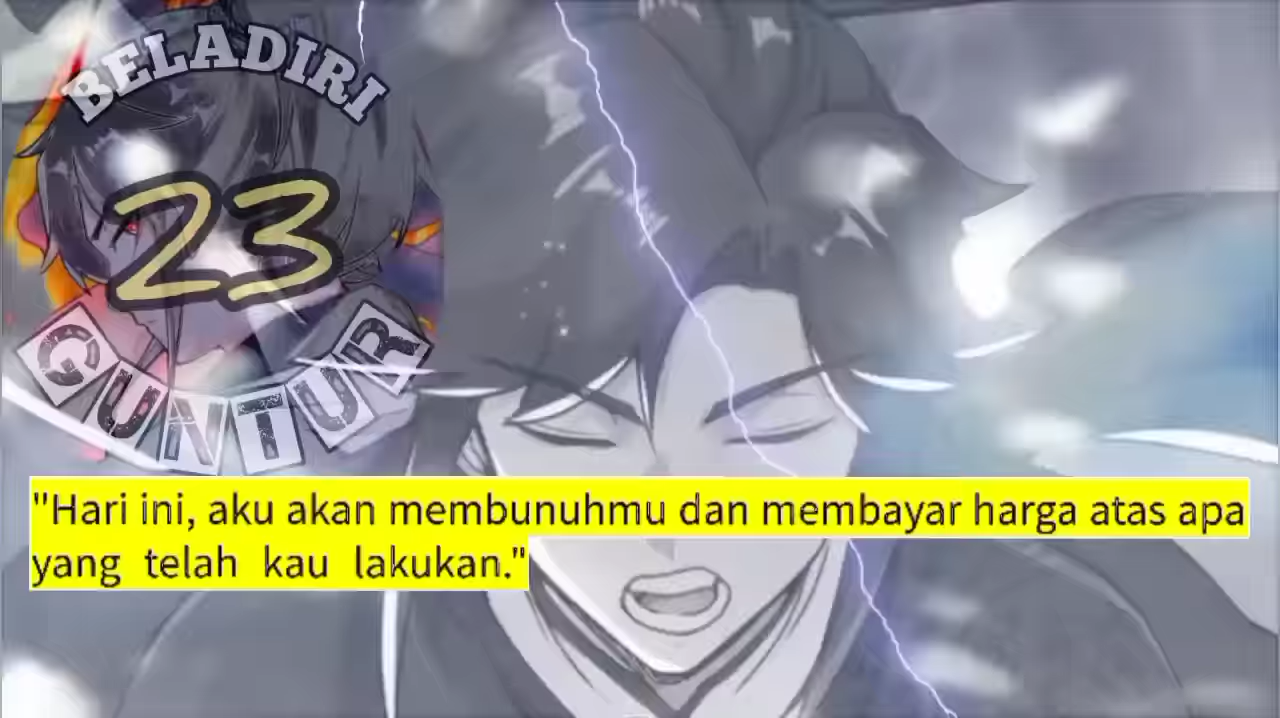 BELADIRI
23
GUNTUR
"Hari ini, aku akan membunuhmu dan membayar harga atas apa
yang telah kau lakukan."